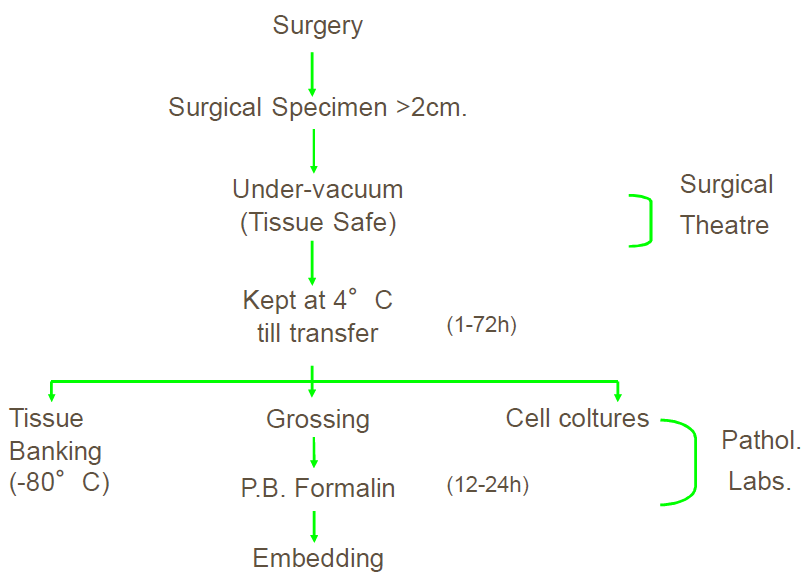 Surgery
Surgical Specimen >2cm.
Under-vacuum
(Tissue Safe)
Surgical
Theatre
Kept at 4° C
till transfer
(1-72h)
Tissue
Banking
(-80° C)
Grossing
Cell coltures
P.B. Formalin
(12-24h)
Pathol.
Labs.
Embedding